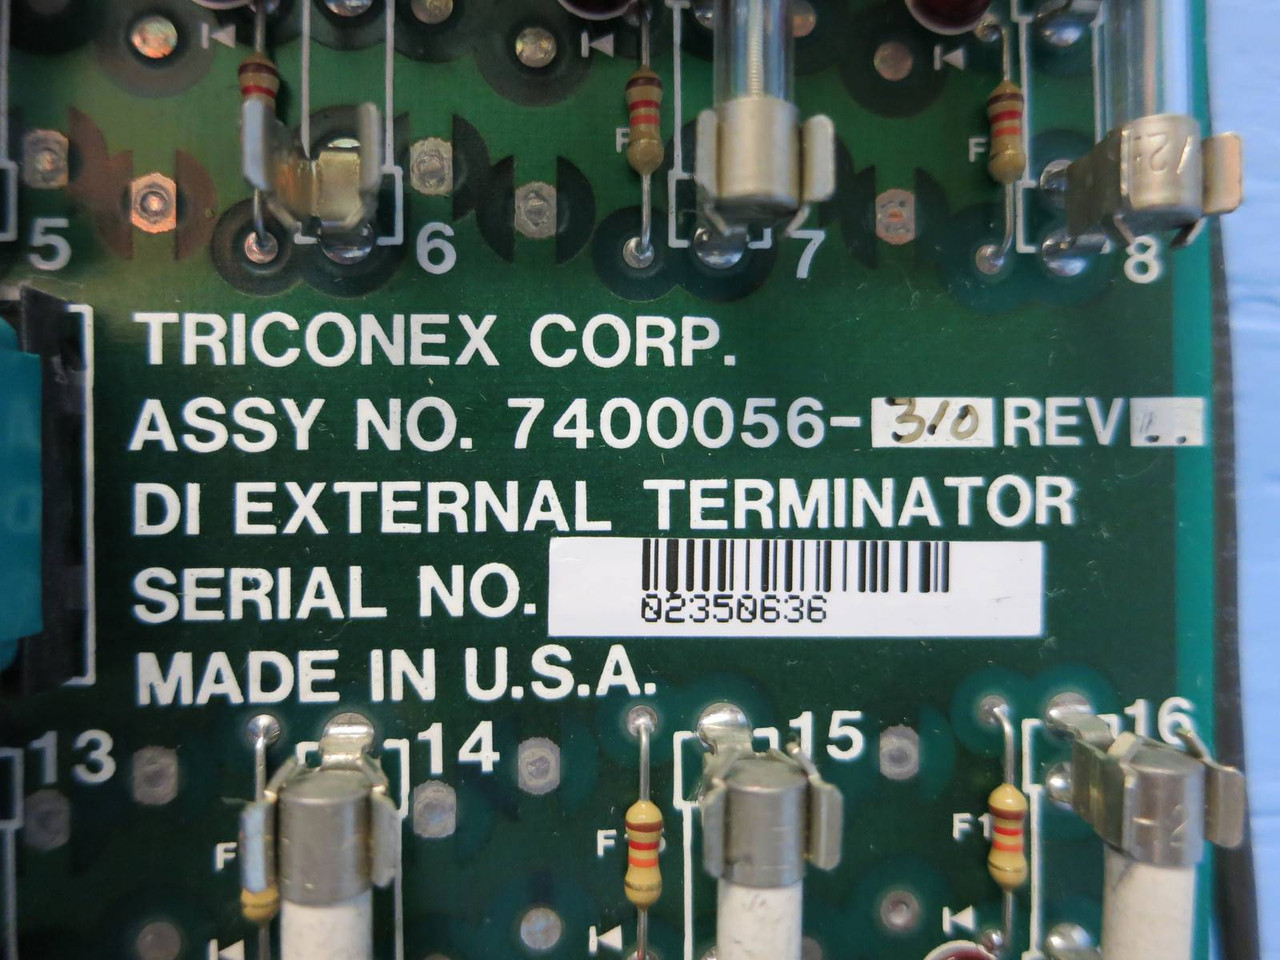 5 6 7 8
TRICONEX CORP.
ASSY NO. 7400056-310 REV
DI EXTERNAL TERMINATOR
SERIAL NO. 02350636
MADE IN U.S.A.
13 14 15 16